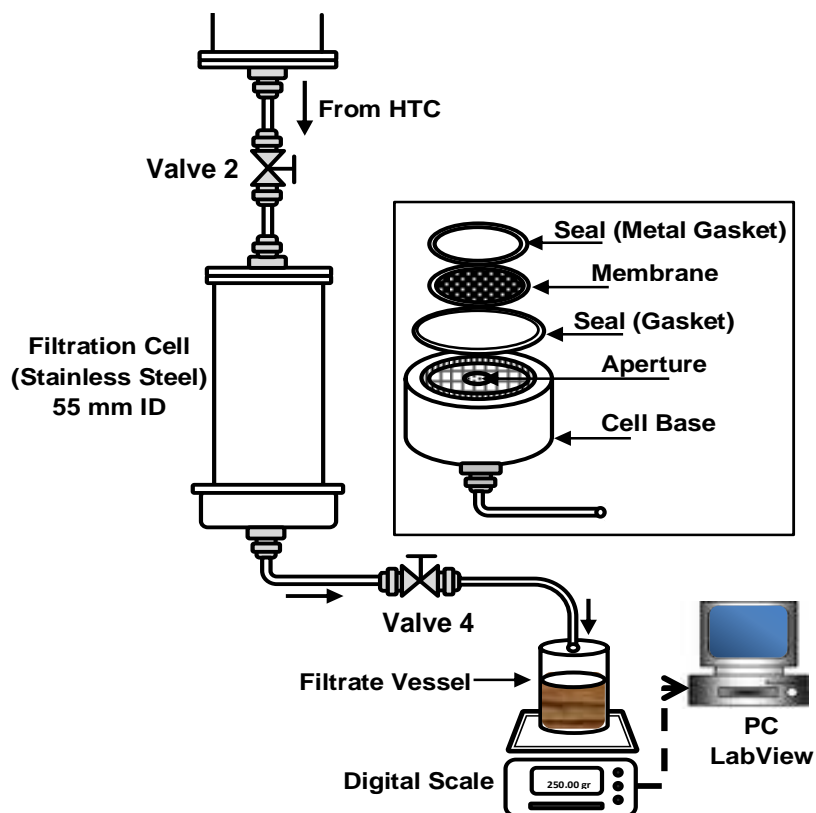 From HTC
Valve 2
Seal (Metal Gasket)
Membrane
Seal (Gasket)
Aperture
Cell Base
Filtration Cell
(Stainless Steel)
55 mm ID
Valve 4
Filtrate Vessel
PC
LabView
Digital Scale
250.00 gr